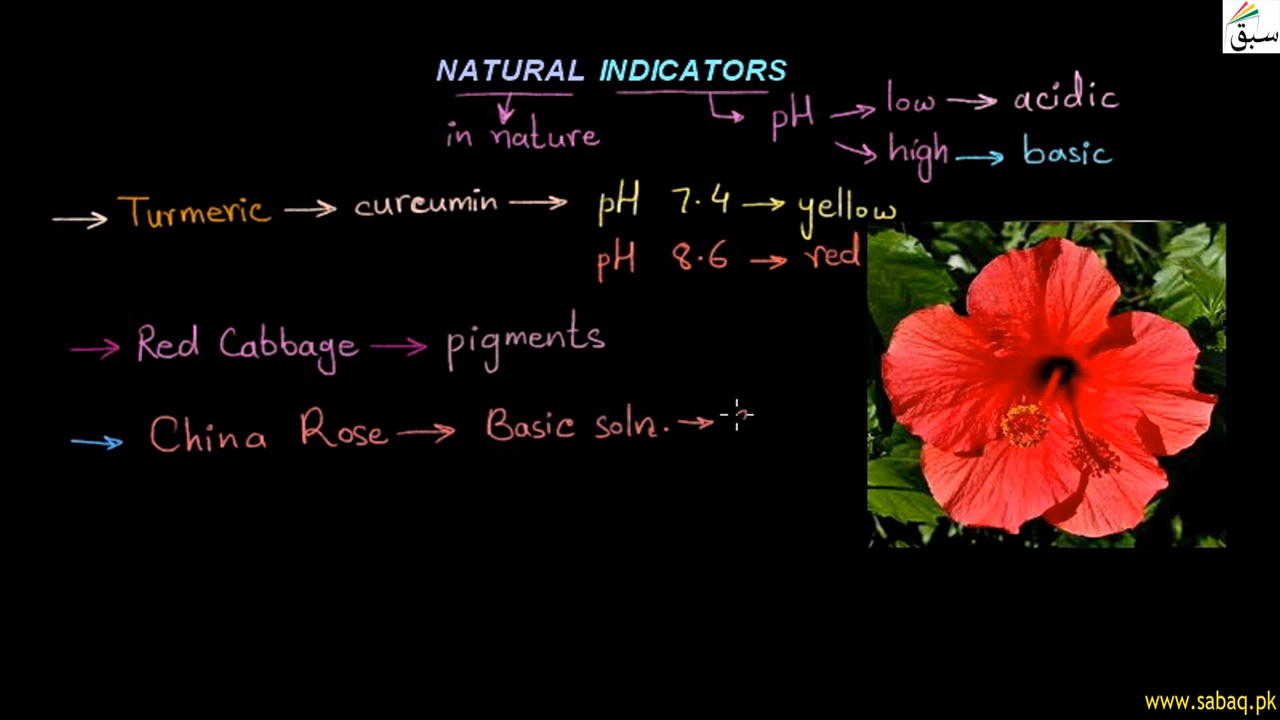 سبق
NATURAL INDICATORS
in nature
pH → low → acidic
→ high → basic
→ Turmeric → curcumin → pH 7.4 → yellow
pH 8.6 → red
→ Red Cabbage → pigments
→ China Rose → Basic soln. →
www.sabaq.pk